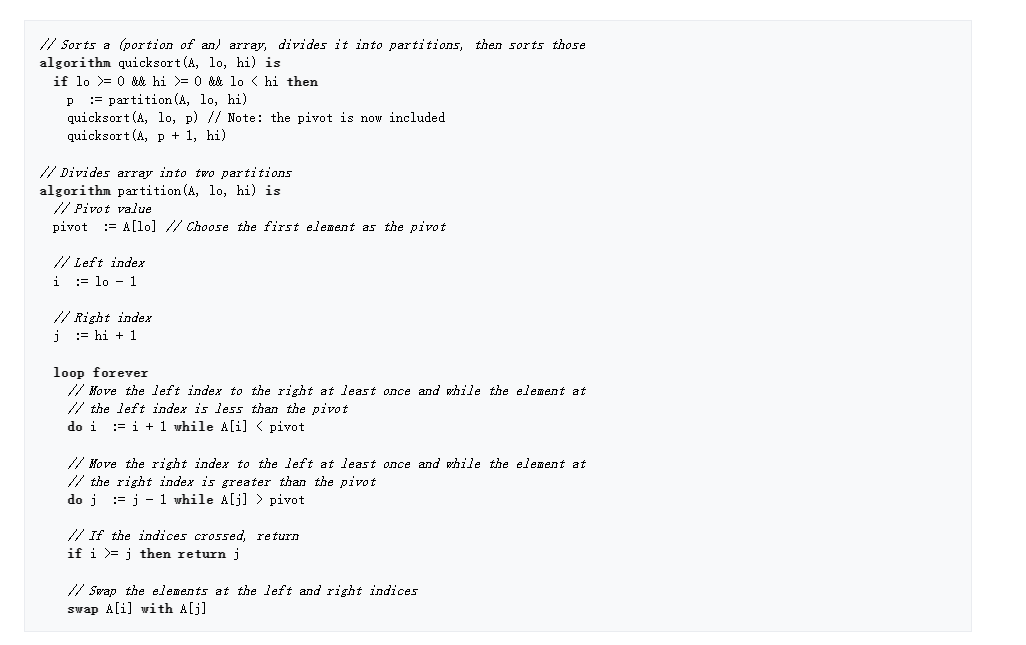 // Sorts a (portion of an) array, divides it into partitions, then sorts those
algorithm quicksort(A, lo, hi) is
if lo >= 0 && hi >= 0 && lo < hi then
p := partition(A, lo, hi)
quicksort(A, lo, p) // Note: the pivot is now included
quicksort(A, p + 1, hi)
// Divides array into two partitions
algorithm partition(A, lo, hi) is
// Pivot value
pivot := A[lo] // Choose the first element as the pivot
// Left index
i := lo - 1
// Right index
j := hi + 1
loop forever
// Move the left index to the right at least once and while the element at
// the left index is less than the pivot
do i := i + 1 while A[i] < pivot
// Move the right index to the left at least once and while the element at
// the right index is greater than the pivot
do j := j - 1 while A[j] > pivot
// If the indices crossed, return
if i >= j then return j
// Swap the elements at the left and right indices
swap A[i] with A[j]